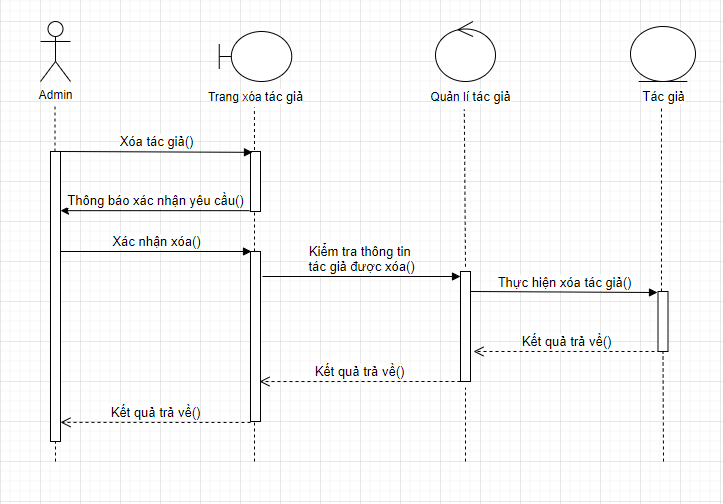 Admin
Trang xóa tác giả
Quản lí tác giả
Tác giả
Xóa tác giả()
Thông báo xác nhận yêu cầu()
Xác nhận xóa()
Kiểm tra thông tin
tác giả được xóa()
Thực hiện xóa tác giả()
Kết quả trả về()
Kết quả trả về()
Kết quả trả về()